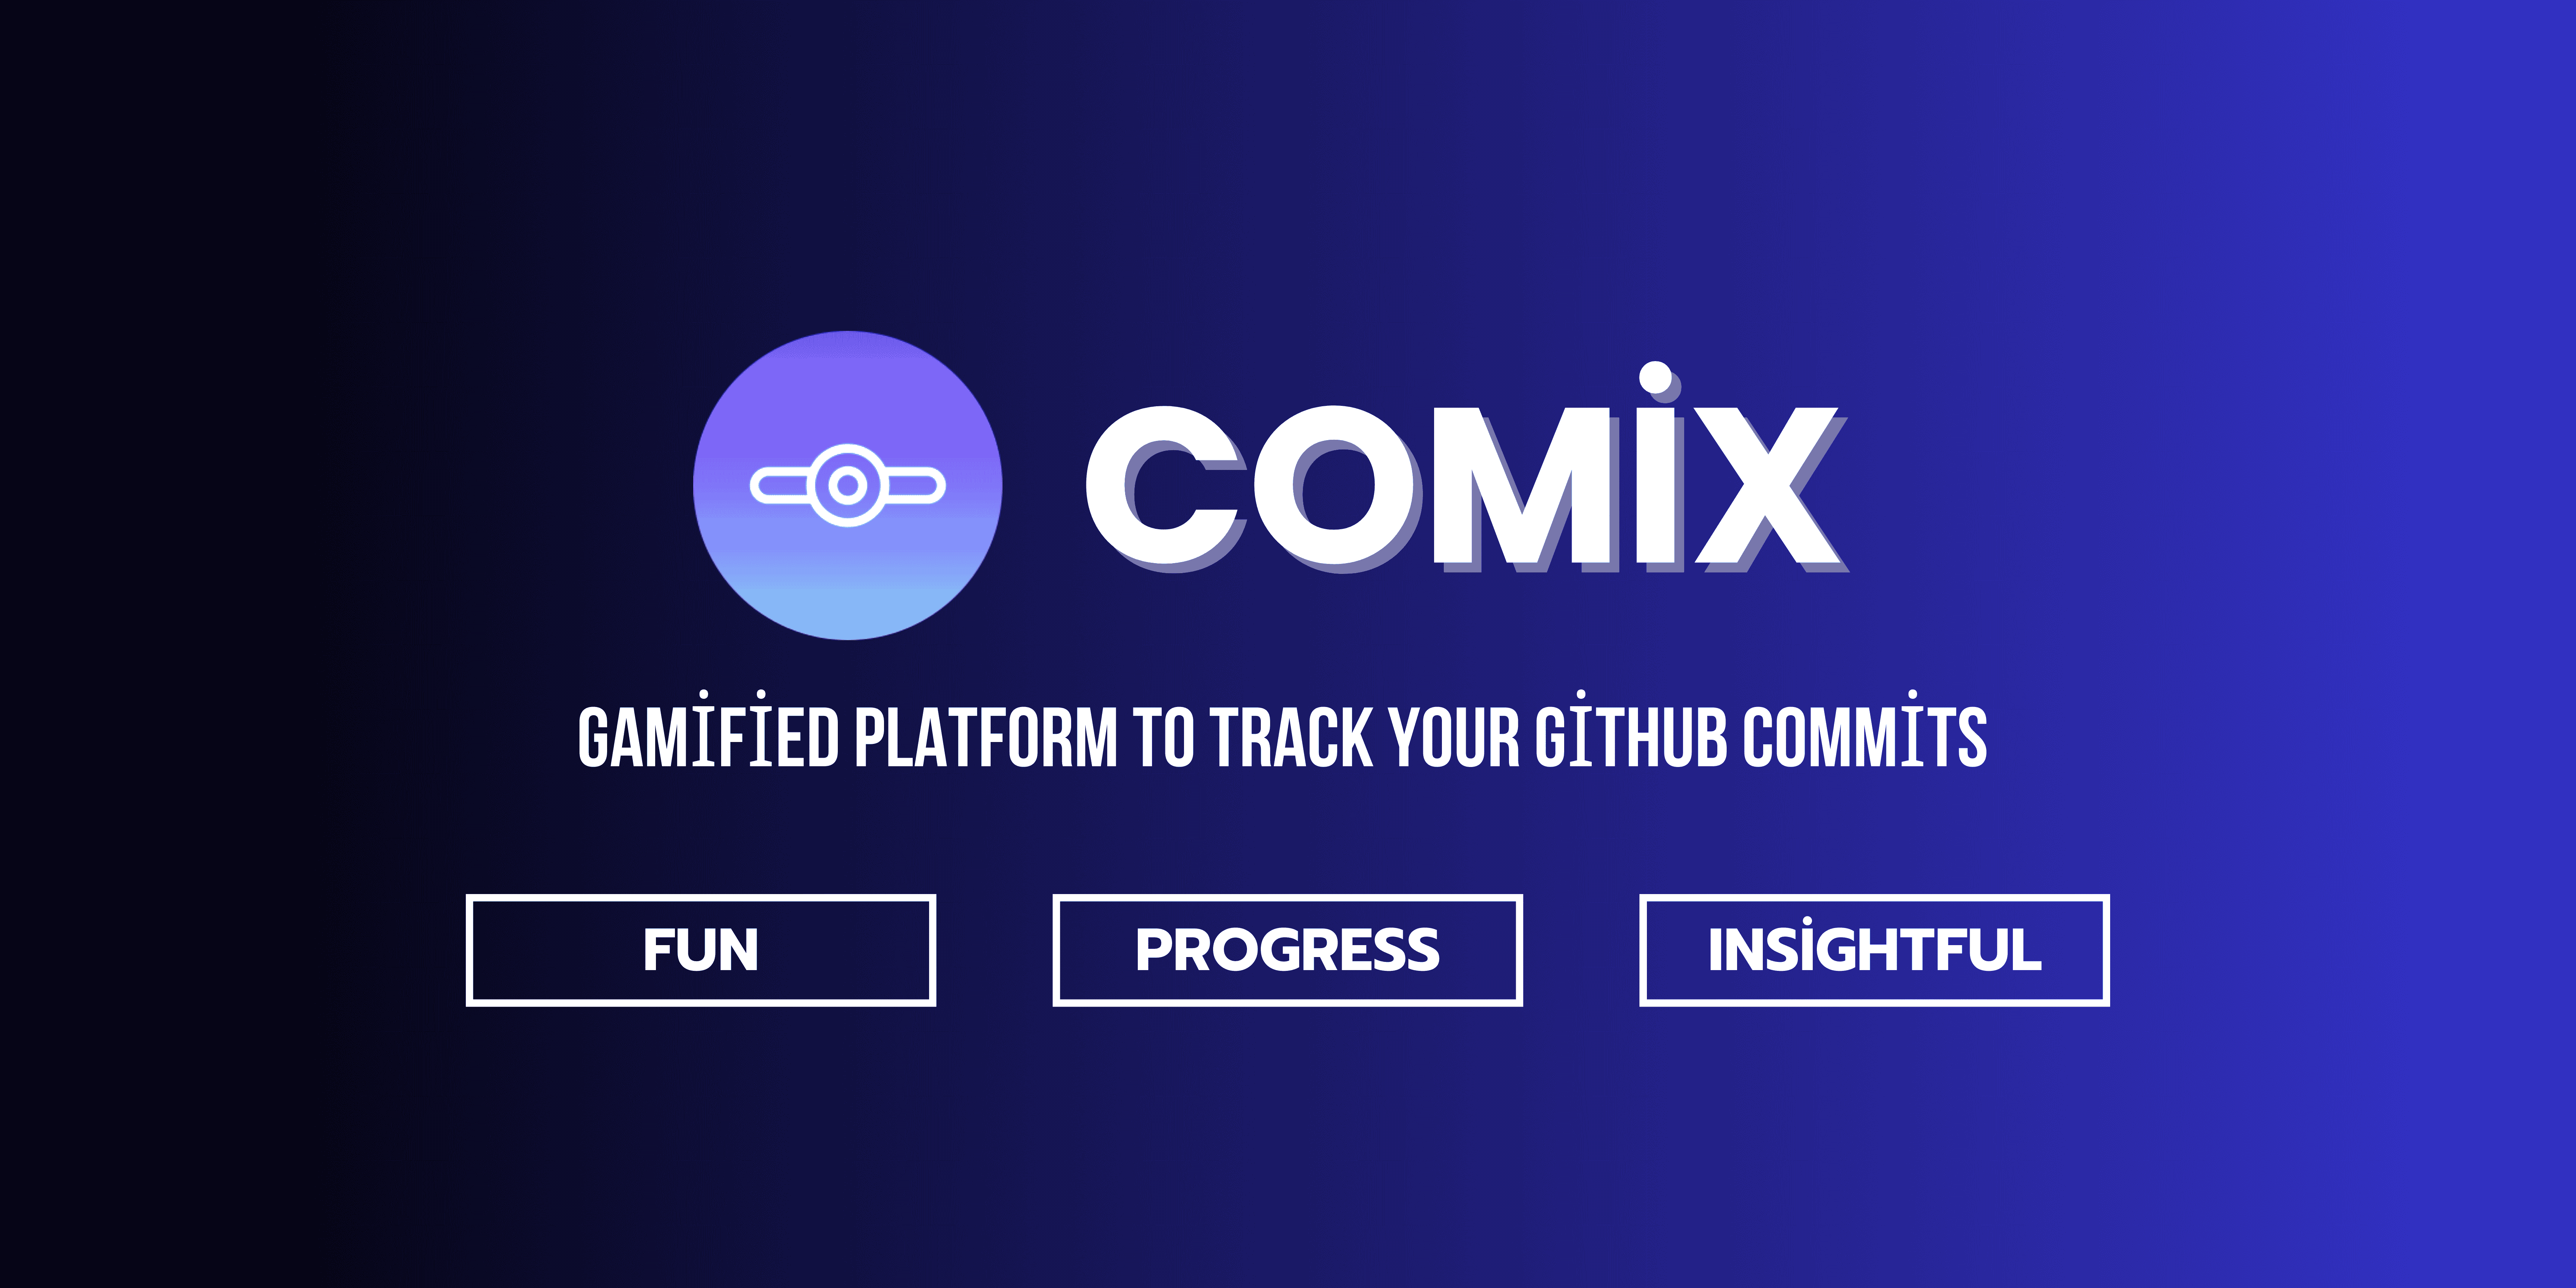 COMİX
GAMİFİED PLATFORM TO TRACK YOUR GİTHUB COMMİTS
FUN
PROGRESS
INSİGHTFUL